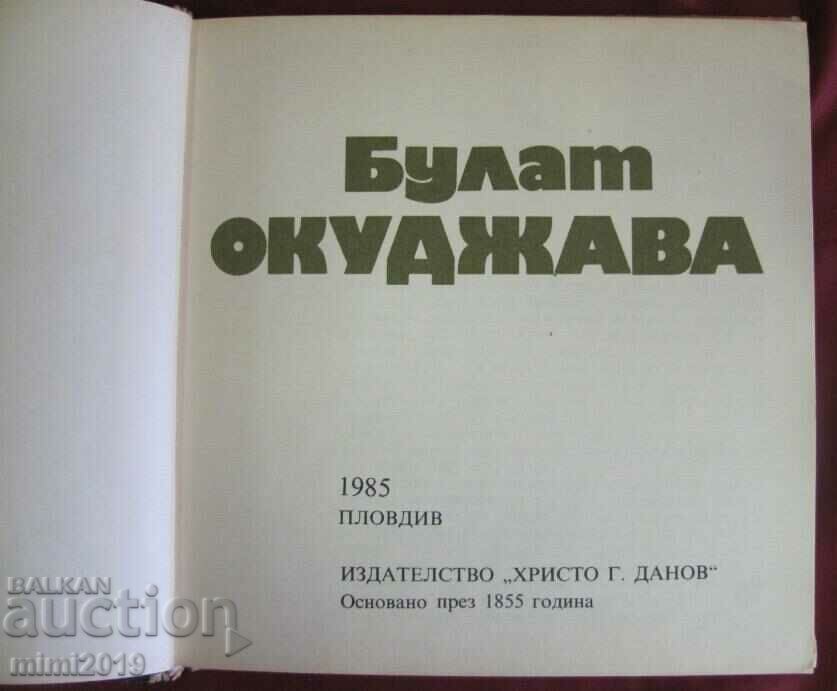 Булат
ОКУДЖАВА
1985
ПЛОВДИВ
ИЗДАТЕЛСТВО „ХРИСТО Г. ДАНОВ“
Основано през 1855 година
BALKAN
auction
mimi2019